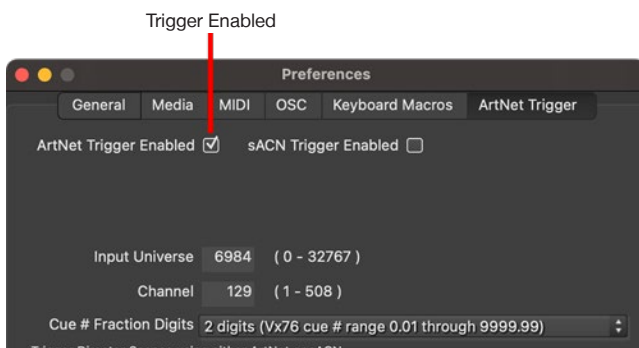 Trigger Enabled
Preferences
General Media MIDI OSC Keyboard Macros ArtNet Trigger
ArtNet Trigger Enabled sACN Trigger Enabled
Input Universe 6984 ( 0 - 32767 )
Channel 129 ( 1 - 508 )
Cue # Fraction Digits 2 digits (Vx76 cue # range 0.01 through 9999.99)